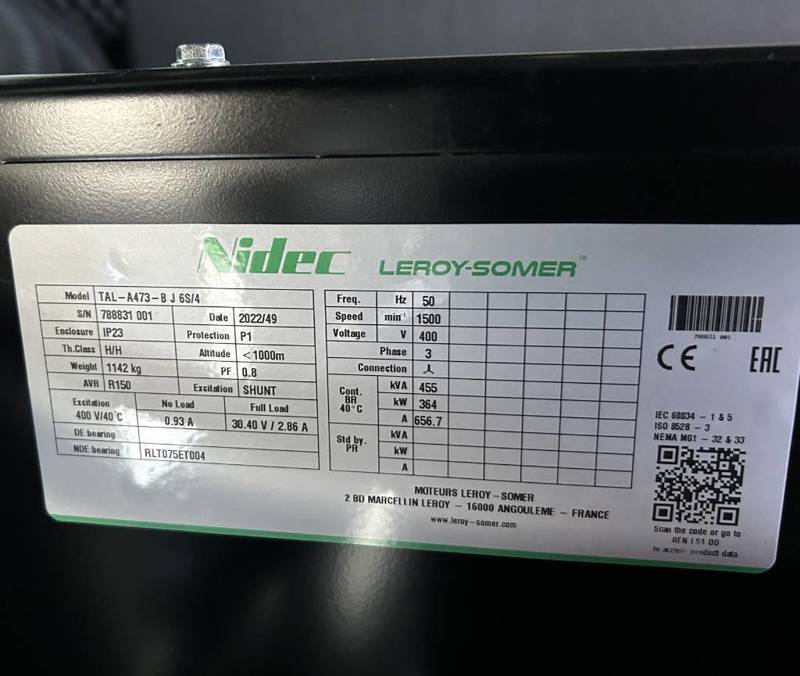 Nidec LEROY-SOMER™
Model TAL-A473-B J 6S/4
S/N 788831 001 Date 2022/49
Enclosure IP23 Protection P1
Th.Class H/H Altitude <1000m
Weight 1142 kg PF 0.8
AVR R150 Excitation SHUNT
Excitation 400 V/40°C No Load 0.93 A Full Load 30.40 V / 2.86 A
DE bearing
NDE bearing RLT075ET004
Freq. Hz 50
Speed min⁻¹ 1500
Voltage V 400
Phase 3
Connection
Cont. BR 40°C kVA 455
kW 364
A 656.7
Std by. PR kVA
kW
A
MOTEURS LEROY-SOMER
2 BD MARCELLIN LEROY - 16000 ANGOULEME - FRANCE
www.leroy-somer.com
788831 001
CE EAC
IEC 60034 - 1 & 5
ISO 8528 - 3
NEMA MG1 - 32 & 33
Scan the code or go to
to access product data